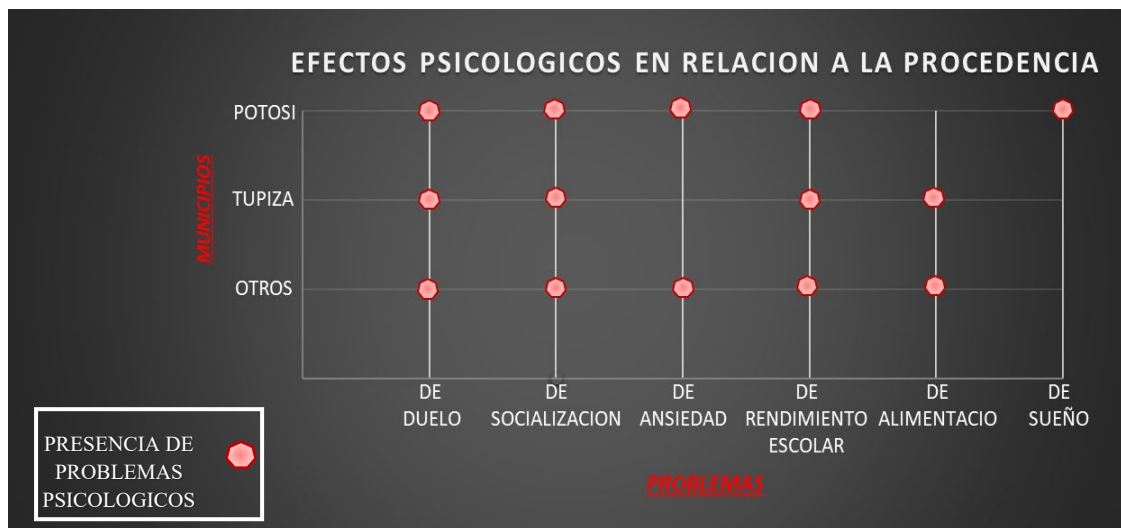 EFECTOS PSICOLOGICOS EN RELACION A LA PROCEDENCIA
POTOSI
TUPIZA
OTROS
MUNICIPIOS
DE
DUELO
DE
SOCIALIZACION
DE
ANSIEDAD
DE
RENDIMIENTO
ESCOLAR
DE
ALIMENTACIO
DE
SUEÑO
PROBLEMAS
PRESENCIA DE
PROBLEMAS
PSICOLOGICOS